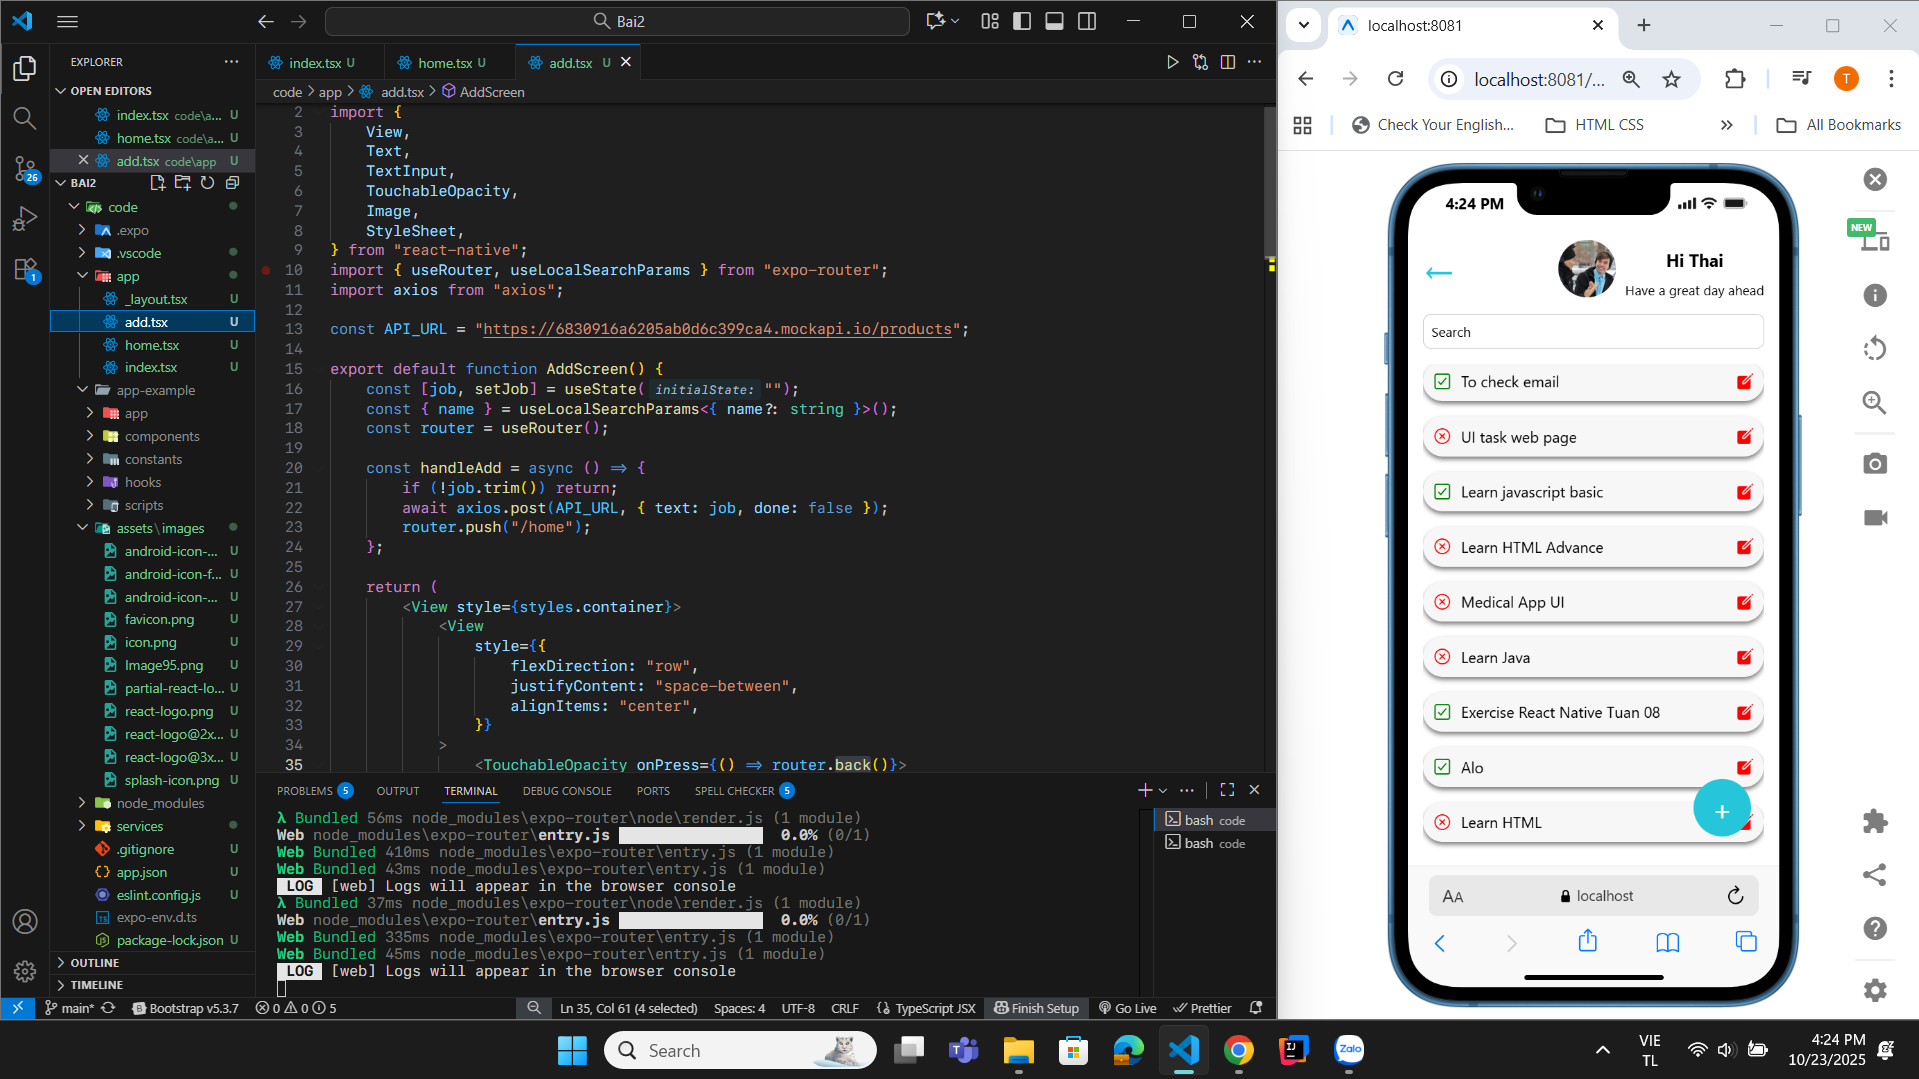 Bai2
EXPLORER
OPEN EDITORS
index.tsx code\a... U
home.tsx code\a... U
add.tsx code\app U
BAI2
code
.expo
.vscode
app
_layout.tsx U
add.tsx U
home.tsx U
index.tsx U
app-example
app
components
constants
hooks
scripts
assets\images
android-icon-... U
android-icon-f... U
android-icon-... U
favicon.png U
icon.png U
Image95.png U
partial-react-lo... U
react-logo.png U
react-logo@2x... U
react-logo@3x... U
splash-icon.png U
node_modules
services
.gitignore
app.json
eslint.config.js
expo-env.d.ts
package-lock.json U
OUTLINE
TIMELINE
26
1
index.tsx U
home.tsx U
add.tsx U
code > app > add.tsx > AddScreen
2 import {
3 View,
4 Text,
5 TextInput,
6 TouchableOpacity,
7 Image,
8 StyleSheet,
9 } from "react-native";
10 import { useRouter, useLocalSearchParams } from "expo-router";
11 import axios from "axios";
12
13 const API_URL = "https://6830916a6205ab0d6c399ca4.mockapi.io/products";
14
15 export default function AddScreen() {
16 const [job, setJob] = useState( initialState: "");
17 const { name } = useLocalSearchParams<{ name?: string }>();
18 const router = useRouter();
19
20 const handleAdd = async () => {
21 if (!job.trim()) return;
22 await axios.post(API_URL, { text: job, done: false });
23 router.push("/home");
24 };
25
26 return (
27 <View style={styles.container}>
28 <View
29 style={{
30 flexDirection: "row",
31 justifyContent: "space-between",
32 alignItems: "center",
33 }}
34 >
35 <TouchableOpacity onPress={() => router.back()}>
PROBLEMS 5 OUTPUT TERMINAL DEBUG CONSOLE PORTS SPELL CHECKER 5
λ Bundled 56ms node_modules\expo-router\node\render.js (1 module)
Web node_modules\expo-router\entry.js 0.0% (0/1)
Web Bundled 410ms node_modules\expo-router\entry.js (1 module)
Web Bundled 43ms node_modules\expo-router\entry.js (1 module)
LOG [web] Logs will appear in the browser console
λ Bundled 37ms node_modules\expo-router\node\render.js (1 module)
Web node_modules\expo-router\entry.js 0.0% (0/1)
Web Bundled 335ms node_modules\expo-router\entry.js (1 module)
Web Bundled 45ms node_modules\expo-router\entry.js (1 module)
LOG [web] Logs will appear in the browser console
bash code
bash code
main* Bootstrap v5.3.7 0 0 5 Ln 35, Col 61 (4 selected) Spaces: 4 UTF-8 CRLF TypeScript JSX Finish Setup Go Live Prettier
localhost:8081
localhost:8081/...
T
Check Your English... HTML CSS All Bookmarks
NEW
4:24 PM
Hi Thai
Have a great day ahead
Search
To check email
UI task web page
Learn javascript basic
Learn HTML Advance
Medical App UI
Learn Java
Exercise React Native Tuan 08
Alo
Learn HTML
+
AA localhost
Search
Zalo
VIE
TL
4:24 PM
10/23/2025